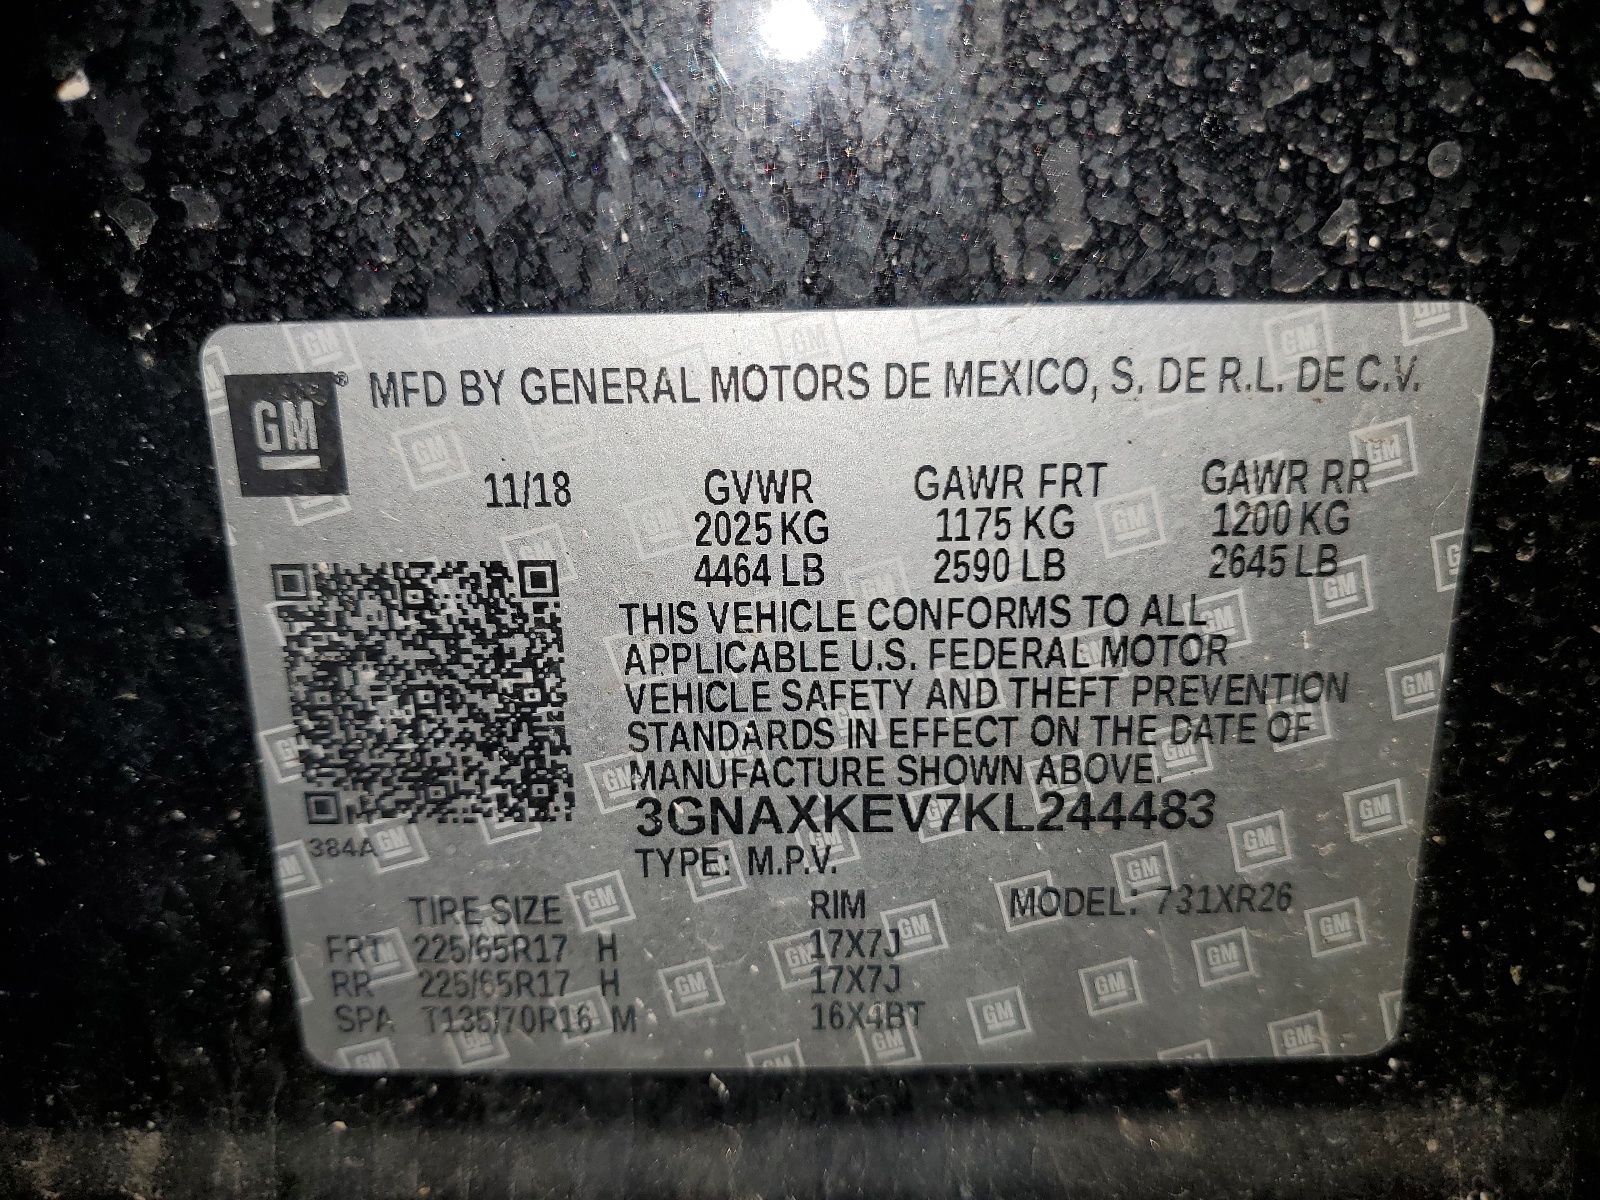 GM® MFD BY GENERAL MOTORS DE MEXICO, S. DE R.L. DE C.V.
11/18 GVWR GAWR FRT GAWR RR
2025 KG 1175 KG 1200 KG
4464 LB 2590 LB 2645 LB
THIS VEHICLE CONFORMS TO ALL
APPLICABLE U.S. FEDERAL MOTOR
VEHICLE SAFETY AND THEFT PREVENTION
STANDARDS IN EFFECT ON THE DATE OF
MANUFACTURE SHOWN ABOVE.
3GNAXKEV7KL244483
384A
TYPE: M.P.V.
TIRE SIZE RIM MODEL: 731XR26
FRT 225/65R17 H 17X7J
RR 225/65R17 H 17X7J
SPA T135/70R16 M 16X4BT